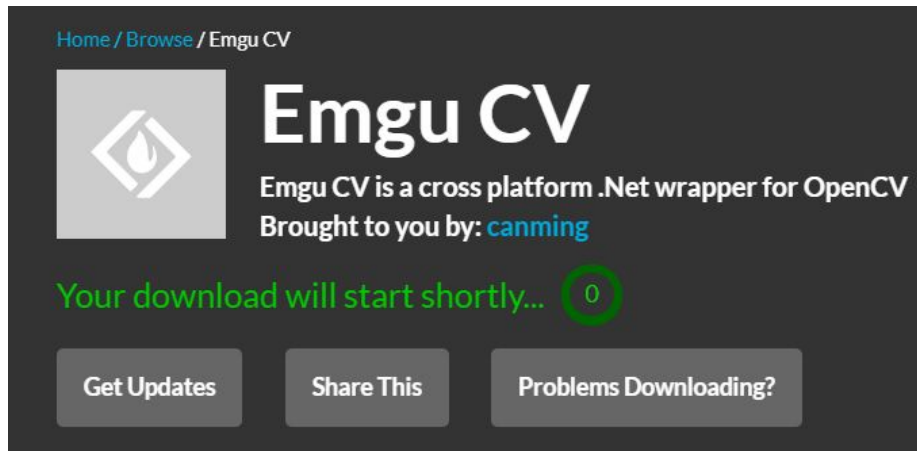 Home / Browse / Emgu CV
Emgu CV
Emgu CV is a cross platform .Net wrapper for OpenCV
Brought to you by: canming
Your download will start shortly... 0
Get Updates Share This Problems Downloading?